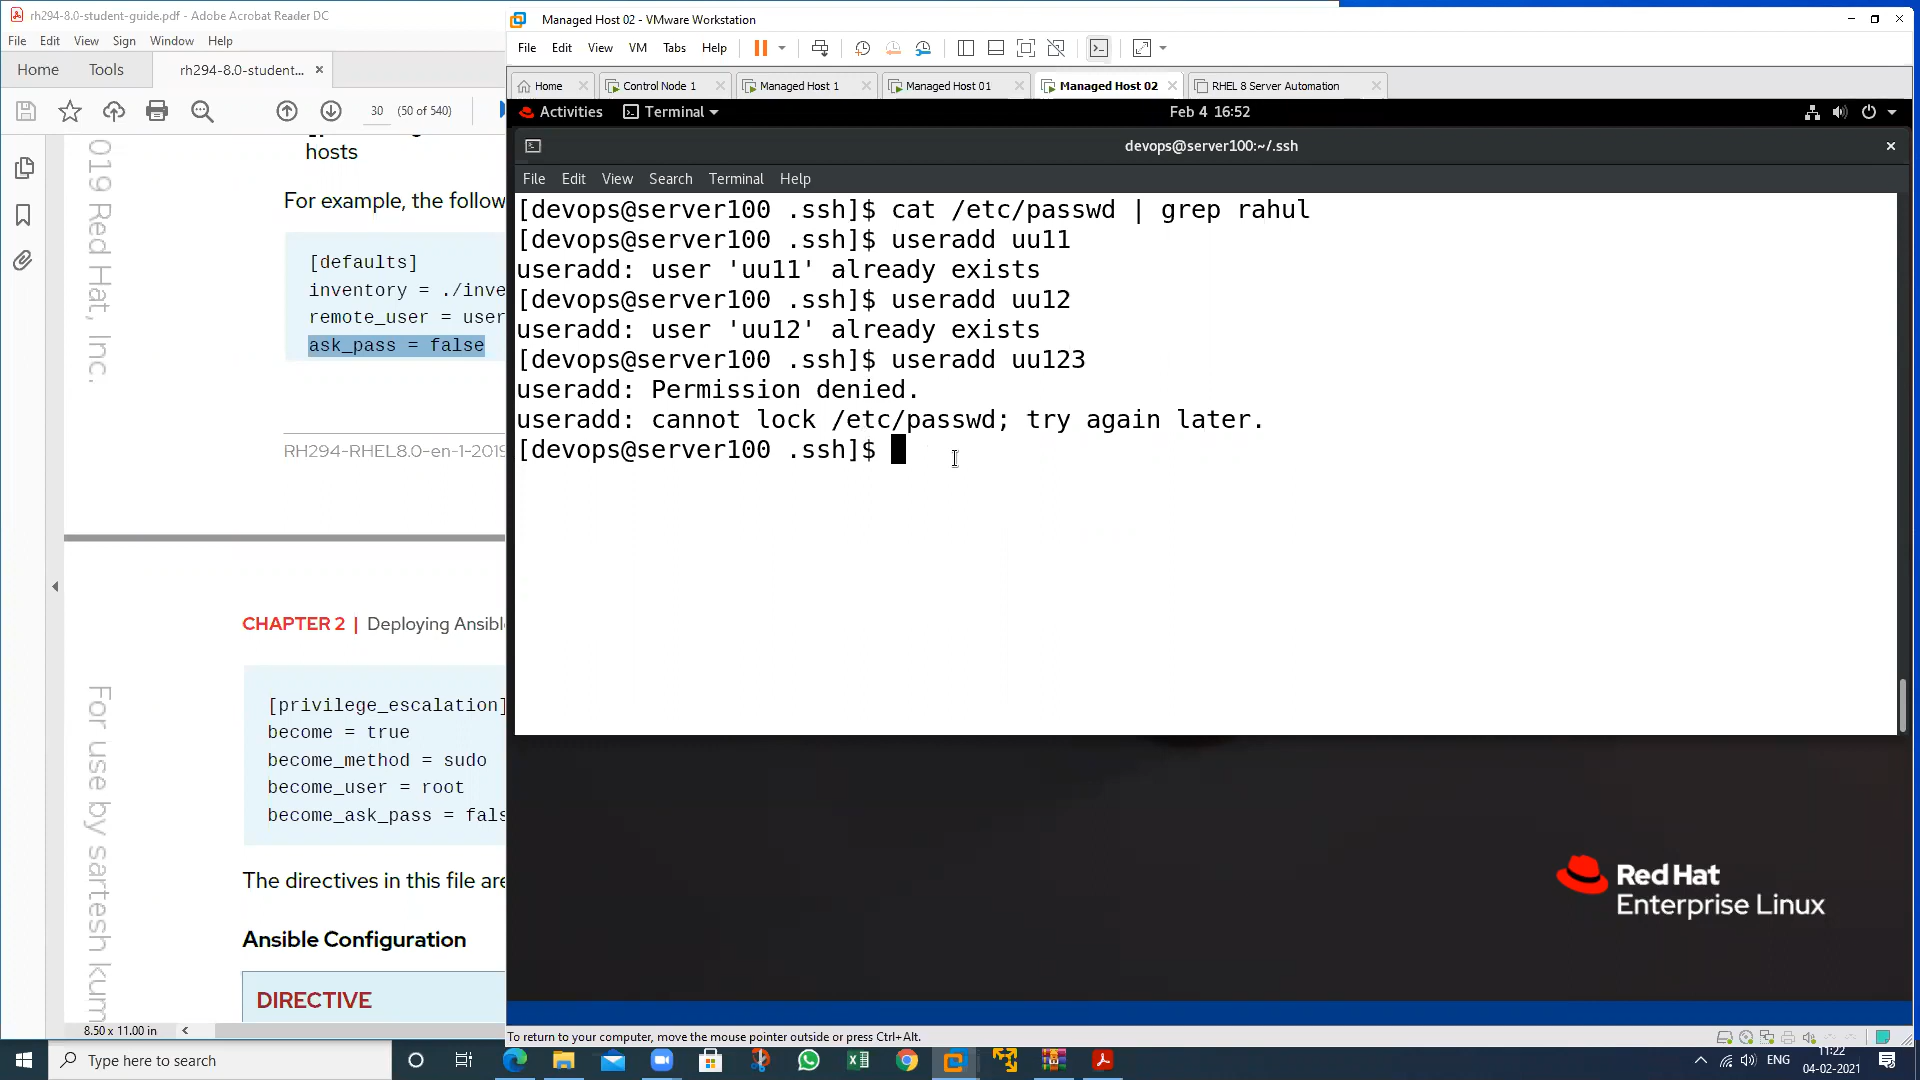 rh294-8.0-student-guide.pdf - Adobe Acrobat Reader DC
File Edit View Sign Window Help
Home Tools rh294-8.0-student... ×
30 (50 of 540)
019 Red Hat, Inc.
hosts
For example, the follow
[defaults]
inventory = ./inve
remote_user = user
ask_pass = false
RH294-RHEL8.0-en-1-2019
CHAPTER 2 | Deploying Ansibl
[privilege_escalation]
become = true
become_method = sudo
become_user = root
become_ask_pass = fals
The directives in this file are
Ansible Configuration
DIRECTIVE
For use by sartesh kum
8.50 x 11.00 in
Managed Host 02 - VMware Workstation
File Edit View VM Tabs Help
Home Control Node 1 Managed Host 1 Managed Host 01 Managed Host 02 RHEL 8 Server Automation
Activities Terminal Feb 4 16:52
devops@server100:~/.ssh
File Edit View Search Terminal Help
[devops@server100 .ssh]$ cat /etc/passwd | grep rahul
[devops@server100 .ssh]$ useradd uu11
useradd: user 'uu11' already exists
[devops@server100 .ssh]$ useradd uu12
useradd: user 'uu12' already exists
[devops@server100 .ssh]$ useradd uu123
useradd: Permission denied.
useradd: cannot lock /etc/passwd; try again later.
[devops@server100 .ssh]$
Red Hat
Enterprise Linux
To return to your computer, move the mouse pointer outside or press Ctrl+Alt.
Type here to search
ENG
11:22
04-02-2021